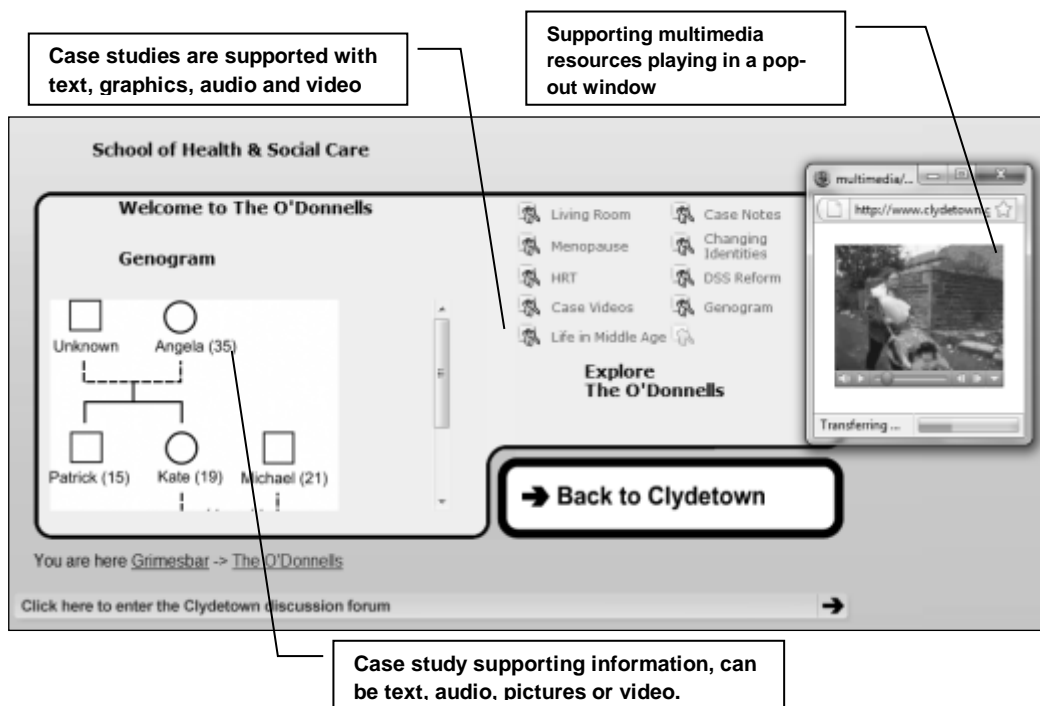 Case studies are supported with
text, graphics, audio and video
Supporting multimedia
resources playing in a pop-
out window
School of Health & Social Care
multimedia/...
http://www.clydetown.
Welcome to The O'Donnells
Genogram
Unknown
Angela (35)
Patrick (15)
Kate (19)
Michael (21)
Living Room
Case Notes
Menopause
Changing
Identities
HRT
DSS Reform
Case Videos
Genogram
Life in Middle Age
Explore
The O'Donnells
Transferring ...
Back to Clydetown
You are here Grimesbar -> The O'Donnells
Click here to enter the Clydetown discussion forum
Case study supporting information, can
be text, audio, pictures or video.